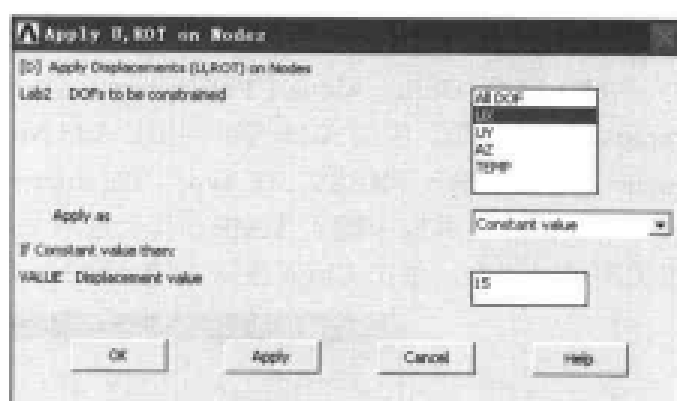 Apply U,ROT on Nodes
[D] Apply Displacements (U,ROT) on Nodes
Lab2 DOFs to be constrained
All DOF
UX
UY
AZ
TEMP
Apply as
Constant value
If Constant value then:
VALUE Displacement value
15
OK
Apply
Cancel
Help